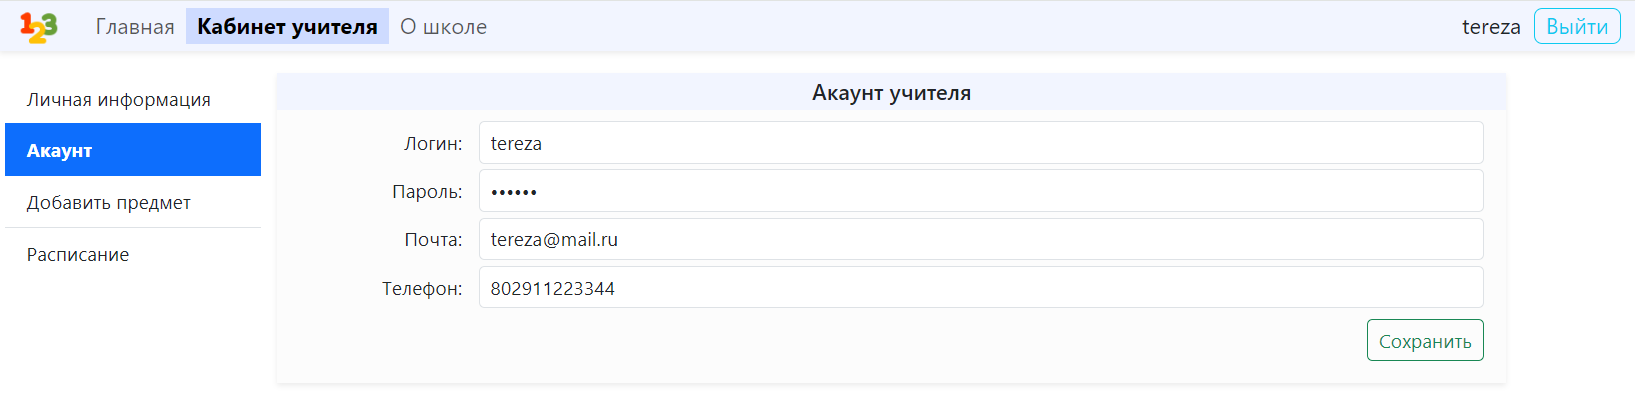 123 Главная Кабинет учителя О школе tereza Выйти
Личная информация
Акаунт
Добавить предмет
Расписание
Акаунт учителя
Логин: tereza
Пароль: ••••••
Почта: tereza@mail.ru
Телефон: 802911223344
Сохранить